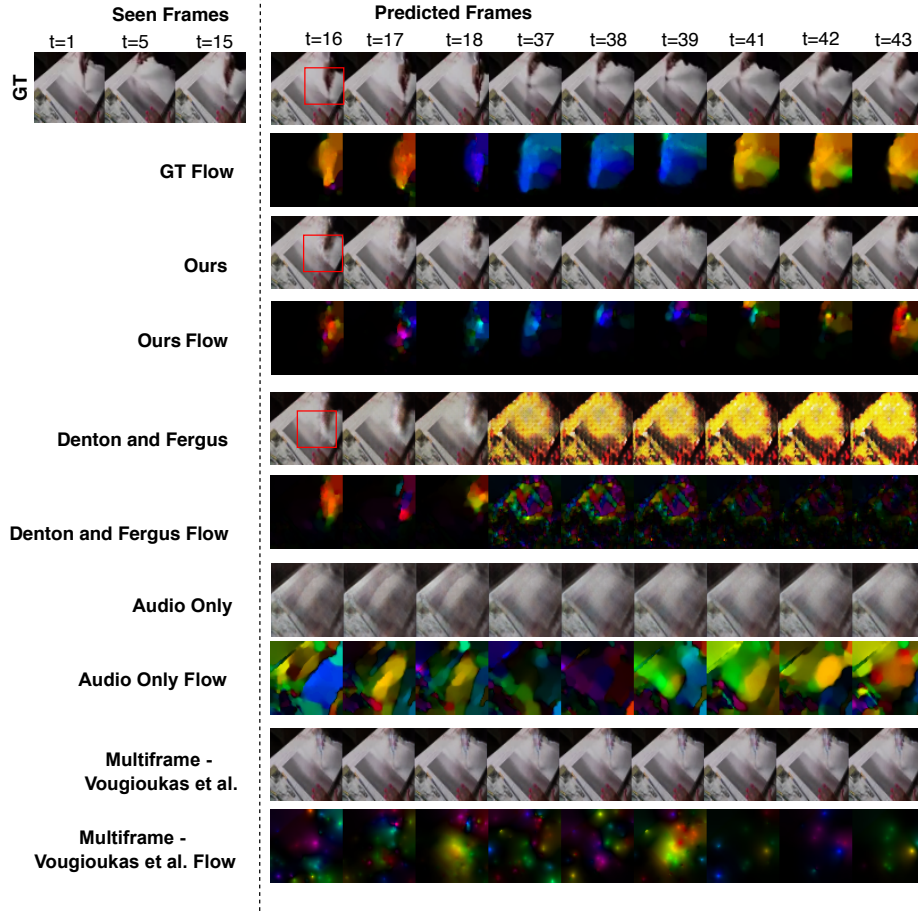 Seen Frames
Predicted Frames
t=1 t=5 t=15 t=16 t=17 t=18 t=37 t=38 t=39 t=41 t=42 t=43
GT
GT Flow
Ours
Ours Flow
Denton and Fergus
Denton and Fergus Flow
Audio Only
Audio Only Flow
Multiframe -
Vougioukas et al.
Multiframe -
Vougioukas et al. Flow